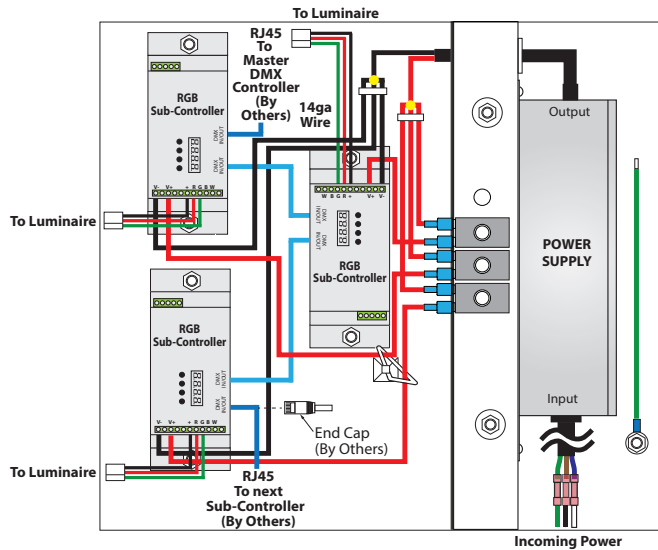 To Luminaire
RJ45
To
Master
DMX
Controller
(By
Others)
14ga
Wire
RGB
Sub-Controller
DMX
IN/OUT
DMX
IN/OUT
V- V+ + R G B W
To Luminaire
W B G R + V+ V-
DMX
IN/OUT
DMX
IN/OUT
RGB
Sub-Controller
RGB
Sub-Controller
DMX
IN/OUT
DMX
IN/OUT
V- V+ + R G B W
To Luminaire
End Cap
(By Others)
RJ45
To next
Sub-Controller
(By Others)
Output
POWER
SUPPLY
Input
Incoming Power